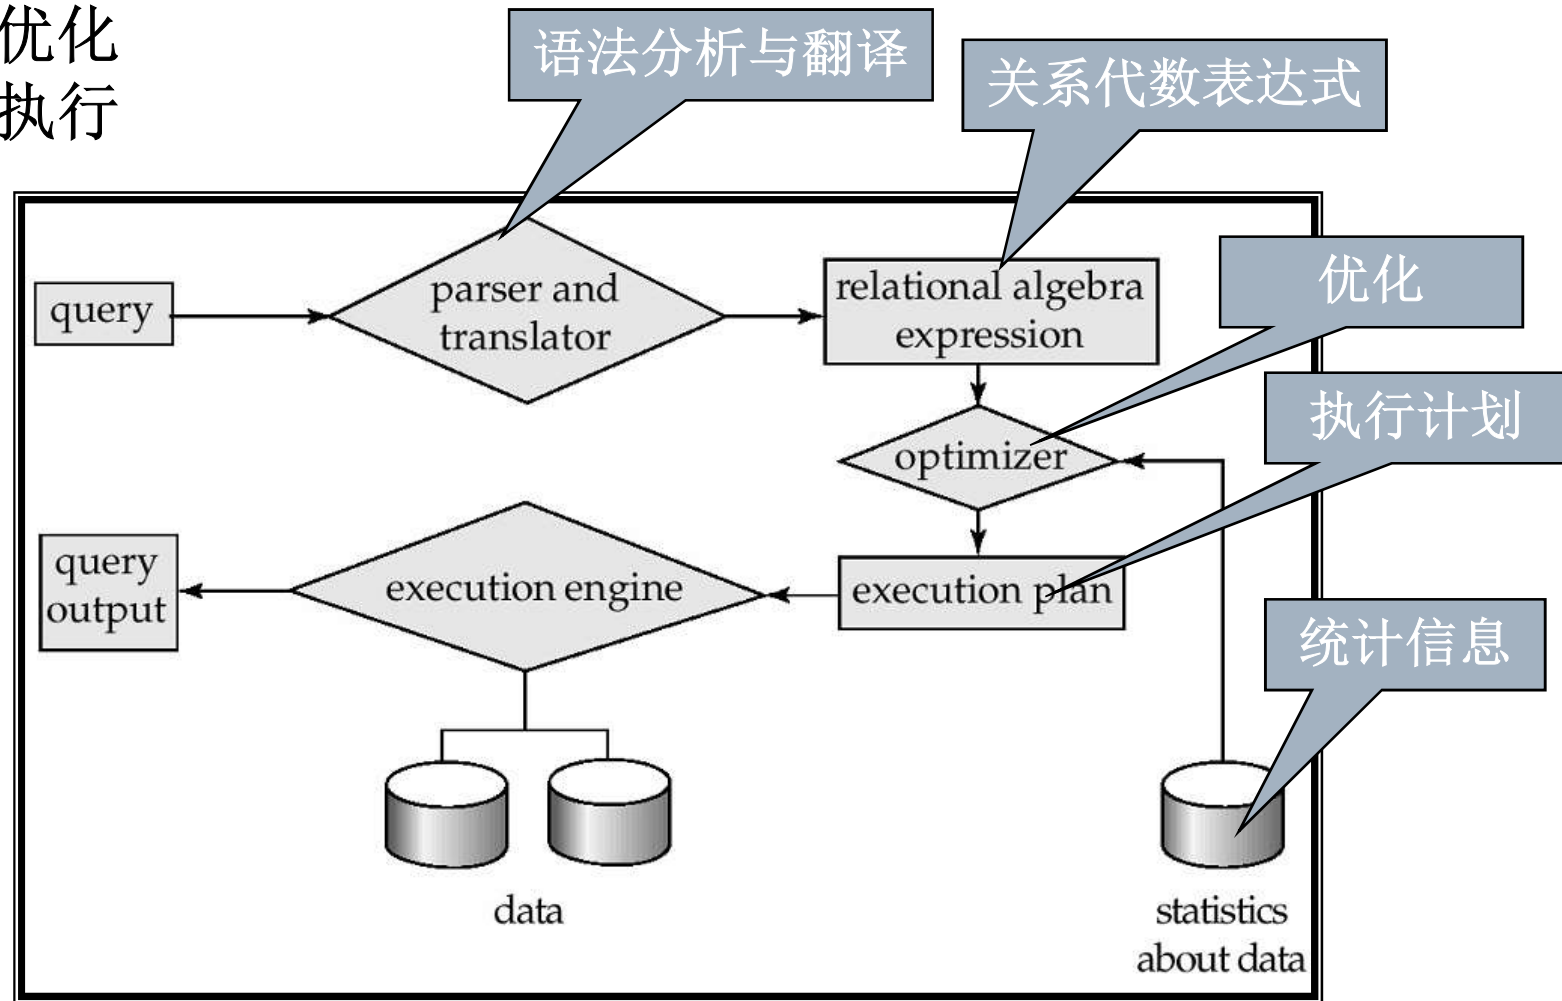 优化
执行
语法分析与翻译
关系代数表达式
优化
执行计划
统计信息
query
parser and
translator
relational algebra
expression
optimizer
execution plan
execution engine
query
output
data
statistics
about data